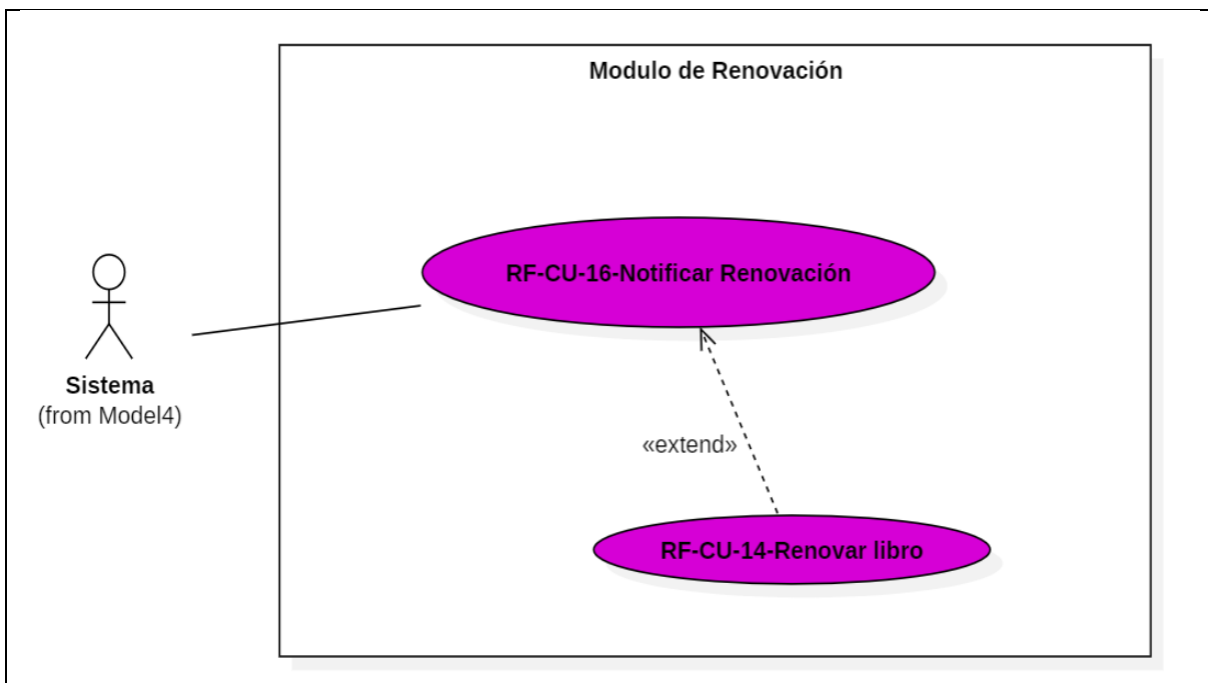 Modulo de Renovación
RF-CU-16-Notificar Renovación
Sistema
(from Model4)
«extend»
RF-CU-14-Renovar libro